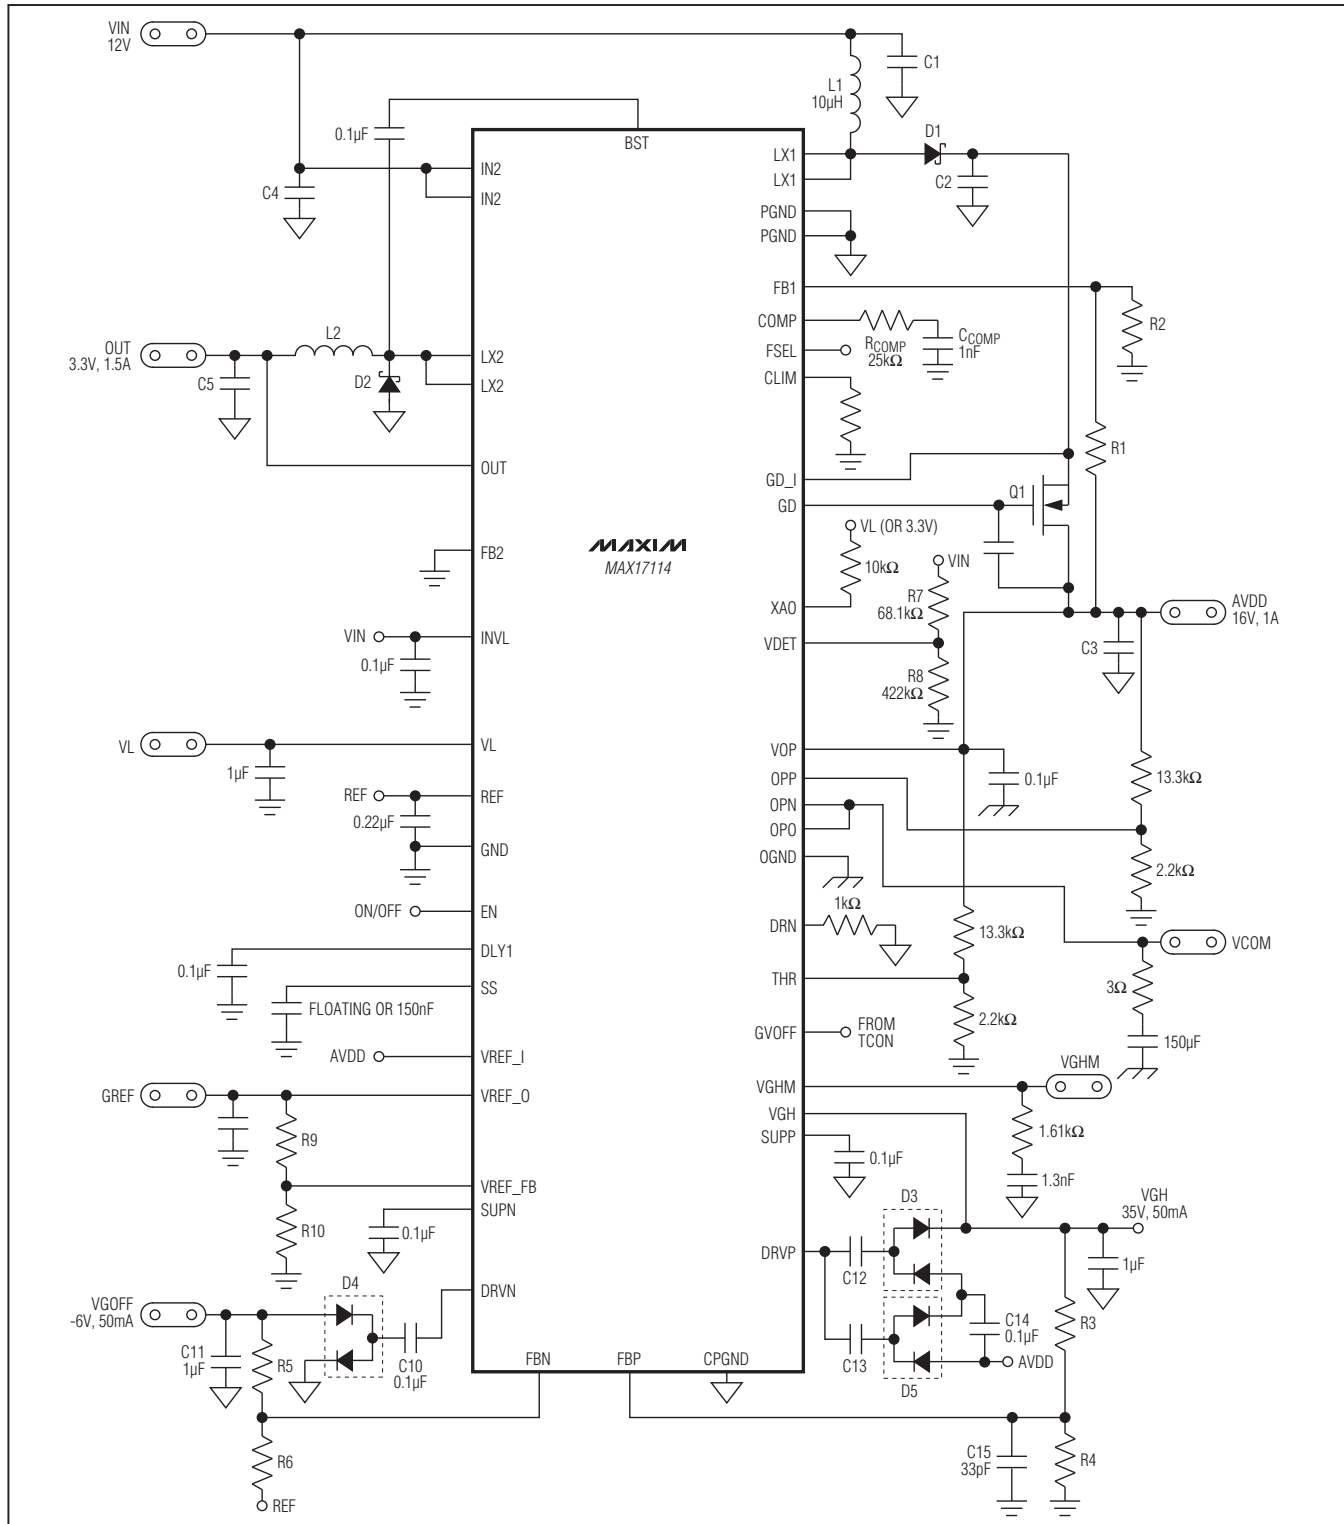 VIN
12V
C1
L1
10µH
0.1µF
D1
BST
LX1
IN2
C4
LX1
C2
IN2
PGND
PGND
FB1
COMP
R2
L2
RCOMP
25kΩ
CCOMP
1nF
OUT
3.3V, 1.5A
FSEL
LX2
D2
CLIM
C5
LX2
R1
OUT
GD_I
Q1
GD
VL (OR 3.3V)
MAXIM
MAX17114
FB2
10kΩ
VIN
R7
68.1kΩ
XAO
AVDD
16V, 1A
VIN
INVL
VDET
C3
0.1µF
R8
422kΩ
VL
VL
VOP
1µF
OPP
0.1µF
13.3kΩ
REF
REF
OPN
0.22µF
OPO
GND
OGND
2.2kΩ
1kΩ
ON/OFF
EN
DRN
13.3kΩ
DLY1
VCOM
0.1µF
THR
SS
3Ω
FLOATING OR 150nF
2.2kΩ
GVOFF
FROM
TCON
150µF
AVDD
VREF_I
VGHM
VGHM
GREF
VREF_O
VGH
R9
SUPP
1.61kΩ
0.1µF
VREF_FB
1.3nF
SUPN
D3
VGH
35V, 50mA
R10
0.1µF
DRVP
C12
1µF
D4
DRVN
VGOFF
-6V, 50mA
C14
0.1µF
R3
C11
1µF
R5
C10
0.1µF
C13
AVDD
FBN
FBP
CPGND
D5
R6
C15
33pF
R4
REF